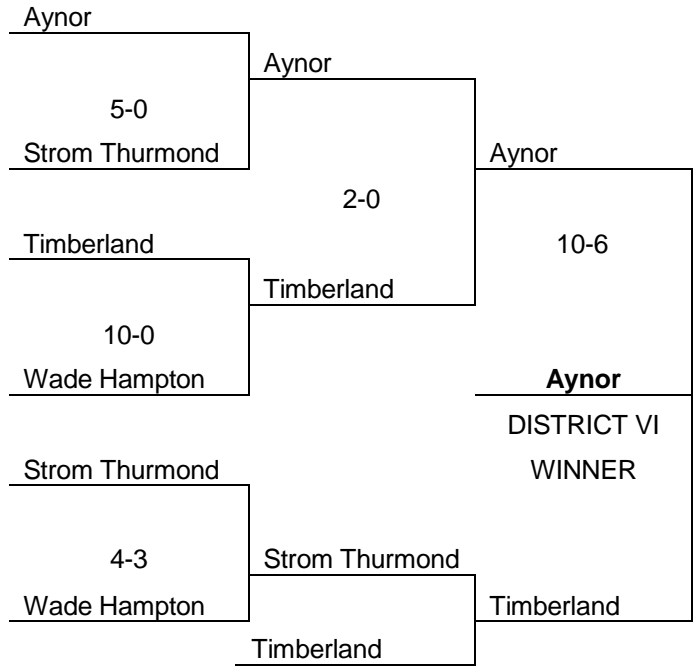 Aynor
Aynor
5-0
Strom Thurmond
Aynor
2-0
Timberland
10-6
Timberland
10-0
Wade Hampton
Aynor
DISTRICT VI
WINNER
Strom Thurmond
4-3
Strom Thurmond
Wade Hampton
Timberland
Timberland